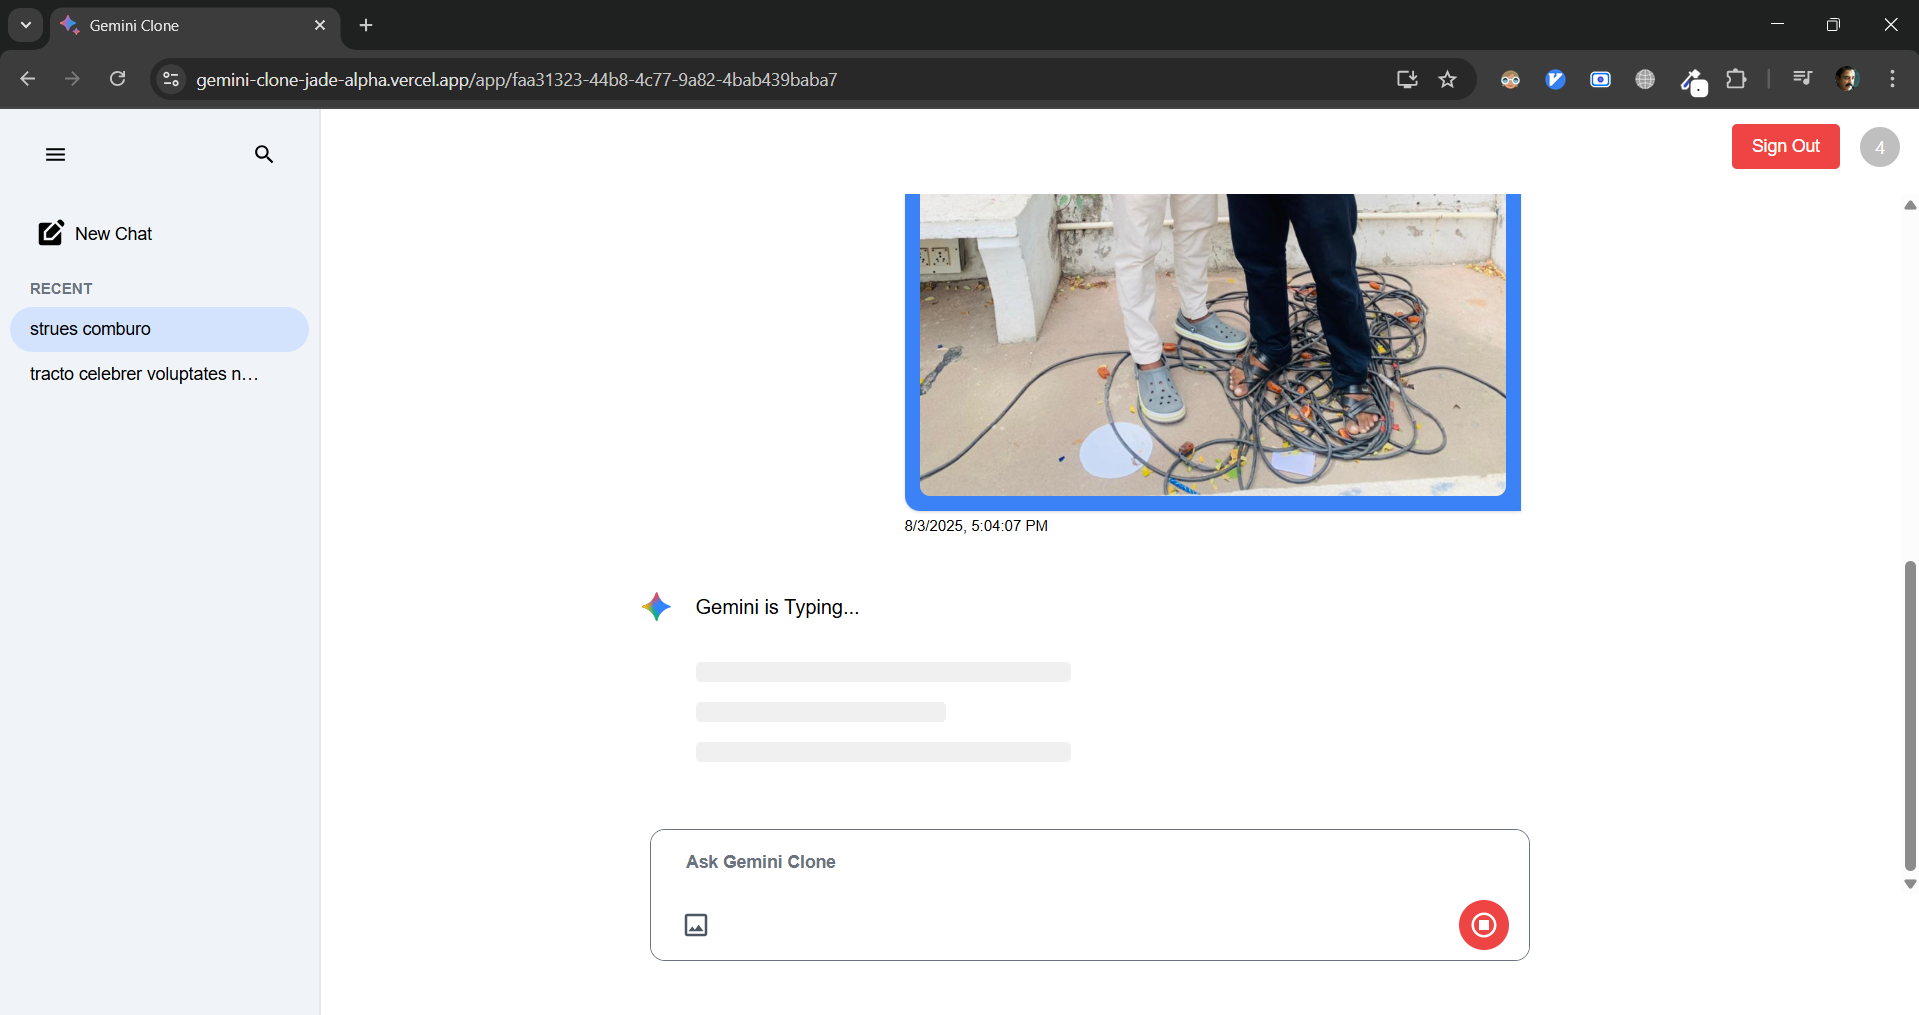 Gemini Clone
gemini-clone-jade-alpha.vercel.app/app/faa31323-44b8-4c77-9a82-4bab439baba7
Sign Out
4
New Chat
RECENT
strues comburo
tracto celebrer voluptates n...
8/3/2025, 5:04:07 PM
Gemini is Typing...
Ask Gemini Clone